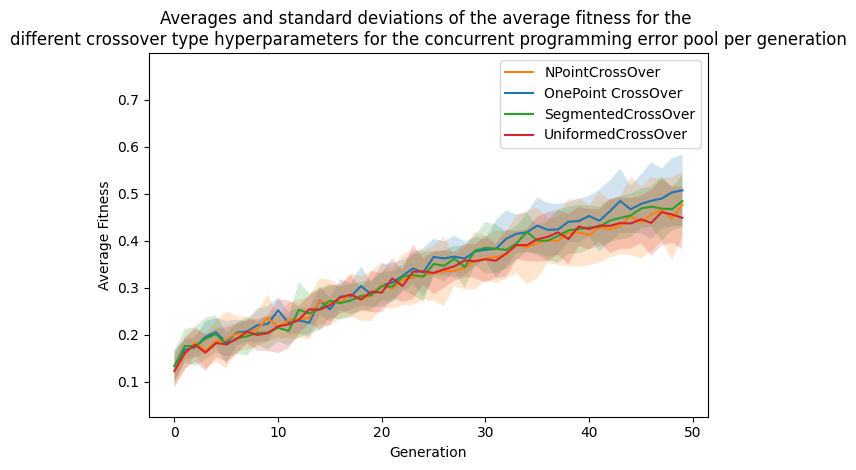 Averages and standard deviations of the average fitness for the
different crossover type hyperparameters for the concurrent programming error pool per generation
NPointCrossOver
OnePoint CrossOver
SegmentedCrossOver
UniformedCrossOver
Average Fitness
0.7
0.6
0.5
0.4
0.3
0.2
0.1
0 10 20 30 40 50
Generation